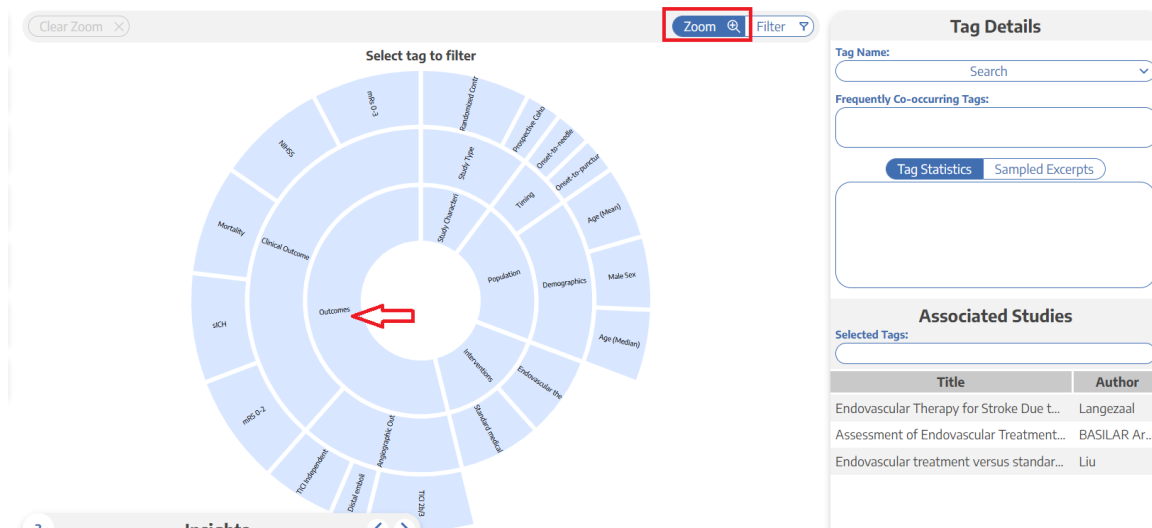 Clear Zoom
Zoom
Filter
Select tag to filter
Randomized Contr
Prospective Coho
Onset-to-needle
Onset-to-punctur
Age (Mean)
Male Sex
Age (Median)
Endovascular the
Standard medical
TICI 2b/3
Distal emboli
TICI Independent
mRS 0-2
sICH
Mortality
NIHSS
mRs 0-3
Study Type
Timing
Demographics
Angiographic Out
Clinical Outcome
Study Characteri
Population
Interventions
Outcomes
Insights
Tag Details
Tag Name:
Search
Frequently Co-occurring Tags:
Tag Statistics
Sampled Excerpts
Associated Studies
Selected Tags:
Title Author
Endovascular Therapy for Stroke Due t... Langezaal
Assessment of Endovascular Treatment... BASILAR Ar...
Endovascular treatment versus standar... Liu